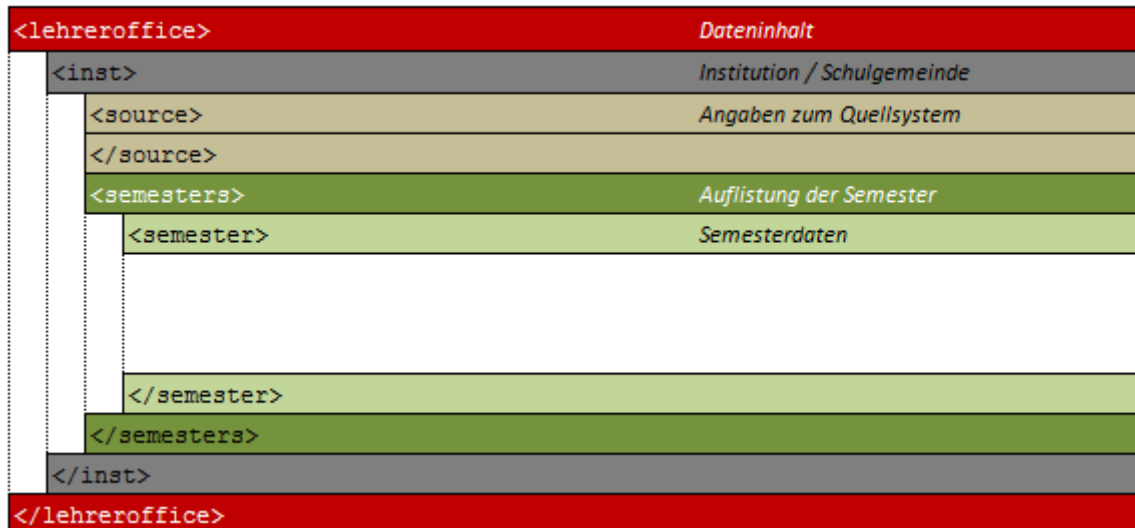 <lehreroffice> Dateninhalt
<inst> Institution / Schulgemeinde
<source> Angaben zum Quellsystem
</source>
<semesters> Auflistung der Semester
<semester> Semesterdaten
</semester>
</semesters>
</inst>
</lehreroffice>